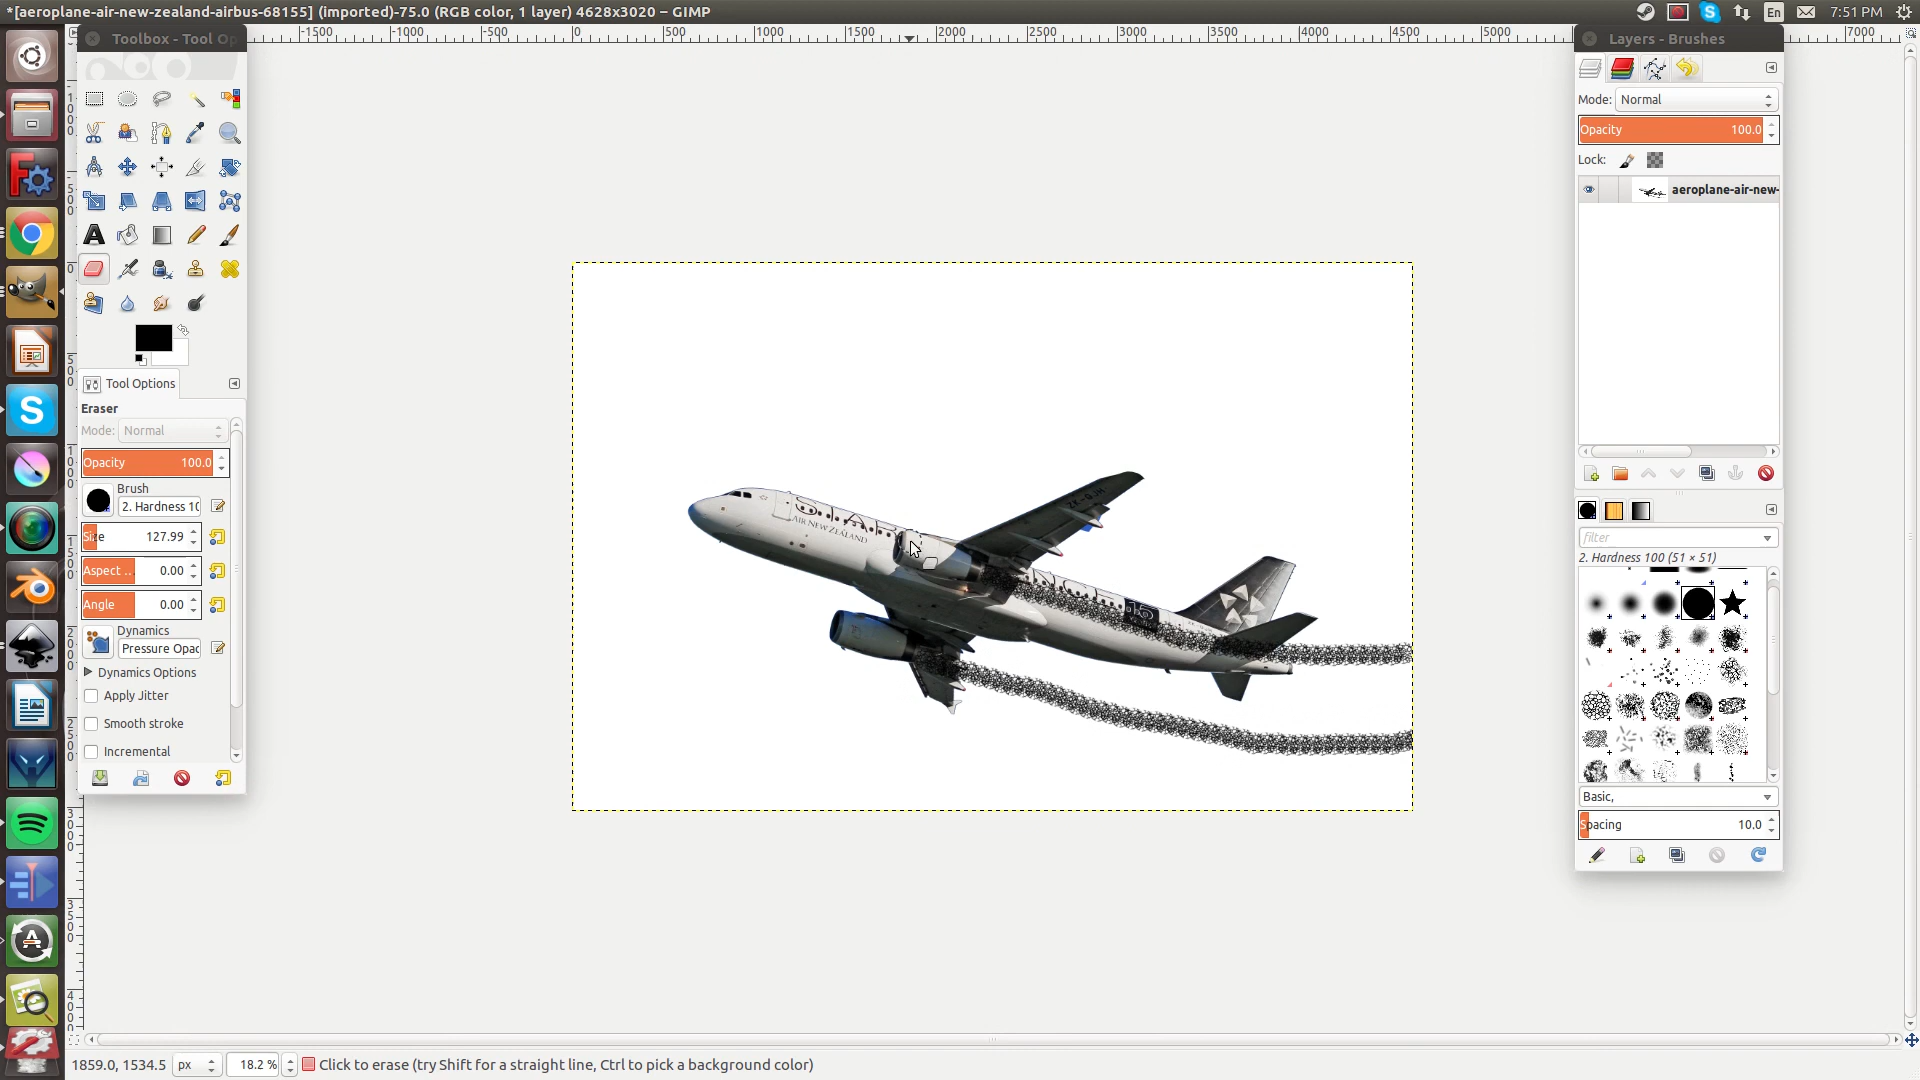 *[aeroplane-air-new-zealand-airbus-68155] (imported)-75.0 (RGB color, 1 layer) 4628x3020 – GIMP
En
7:51 PM
Toolbox - Tool Op
Layers - Brushes
-1500
-1000
-500
0
500
1000
1500
2000
2500
3000
3500
4000
4500
5000
7000
Mode: Normal
Opacity 100.0
Lock:
aeroplane-air-new-
Tool Options
Eraser
Mode: Normal
Opacity 100.0
Brush
2. Hardness 10
Size 127.99
Aspect ... 0.00
Angle 0.00
Dynamics
Pressure Opac
Dynamics Options
Apply Jitter
Smooth stroke
Incremental
AIR NEW ZEALAND
filter
2. Hardness 100 (51 × 51)
Basic,
Spacing 10.0
1859.0, 1534.5 px 18.2 % Click to erase (try Shift for a straight line, Ctrl to pick a background color)